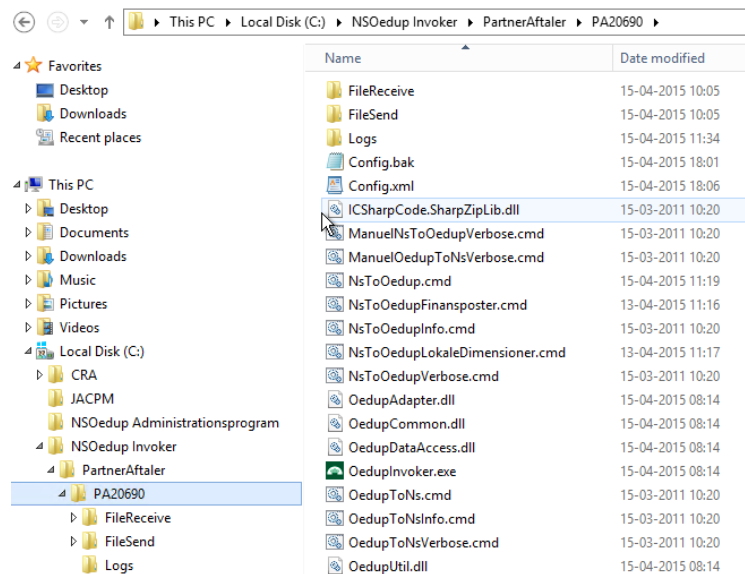 This PC Local Disk (C:) NSOedup Invoker PartnerAftaler PA20690
Favorites
Desktop
Downloads
Recent places
This PC
Desktop
Documents
Downloads
Music
Pictures
Videos
Local Disk (C:)
CRA
JACPM
NSOedup Administrationsprogram
NSOedup Invoker
PartnerAftaler
PA20690
FileReceive
FileSend
Logs
Name Date modified
FileReceive 15-04-2015 10:05
FileSend 15-04-2015 10:05
Logs 15-04-2015 11:34
Config.bak 15-04-2015 18:01
Config.xml 15-04-2015 18:06
ICSharpCode.SharpZipLib.dll 15-03-2011 10:20
ManuelNsToOedupVerbose.cmd 15-03-2011 10:20
ManuelOedupToNsVerbose.cmd 15-03-2011 10:20
NsToOedup.cmd 15-04-2015 11:19
NsToOedupFinansposter.cmd 13-04-2015 11:16
NsToOedupInfo.cmd 15-03-2011 10:20
NsToOedupLokaleDimensioner.cmd 13-04-2015 11:17
NsToOedupVerbose.cmd 15-03-2011 10:20
OedupAdapter.dll 15-04-2015 08:14
OedupCommon.dll 15-04-2015 08:14
OedupDataAccess.dll 15-04-2015 08:14
OedupInvoker.exe 15-04-2015 08:14
OedupToNs.cmd 15-03-2011 10:20
OedupToNsInfo.cmd 15-03-2011 10:20
OedupToNsVerbose.cmd 15-03-2011 10:20
OedupUtil.dll 15-04-2015 08:14